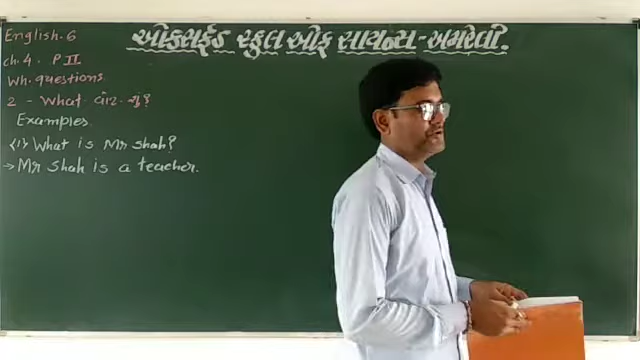 ઓક્સફર્ડ સ્કુલ ઓફ સાયન્સ - અમરેલી.
English. 6
ch. 4. P II
Wh. questions.
2 - What શું?
Examples.
(1) What is Mr shah?
→ Mr shah is a teacher.